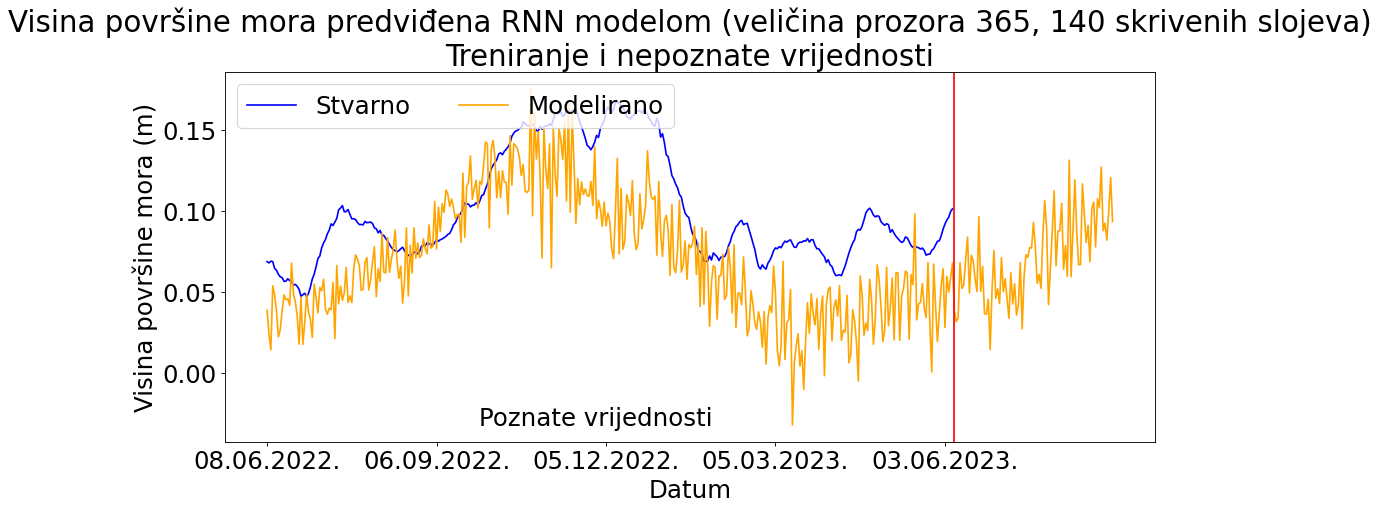 Visina površine mora predviđena RNN modelom (veličina prozora 365, 140 skrivenih slojeva)
Treniranje i nepoznate vrijednosti
Stvarno
Modelirano
Visina površine mora (m)
0.15
0.10
0.05
0.00
Poznate vrijednosti
08.06.2022.
06.09.2022.
05.12.2022.
05.03.2023.
03.06.2023.
Datum